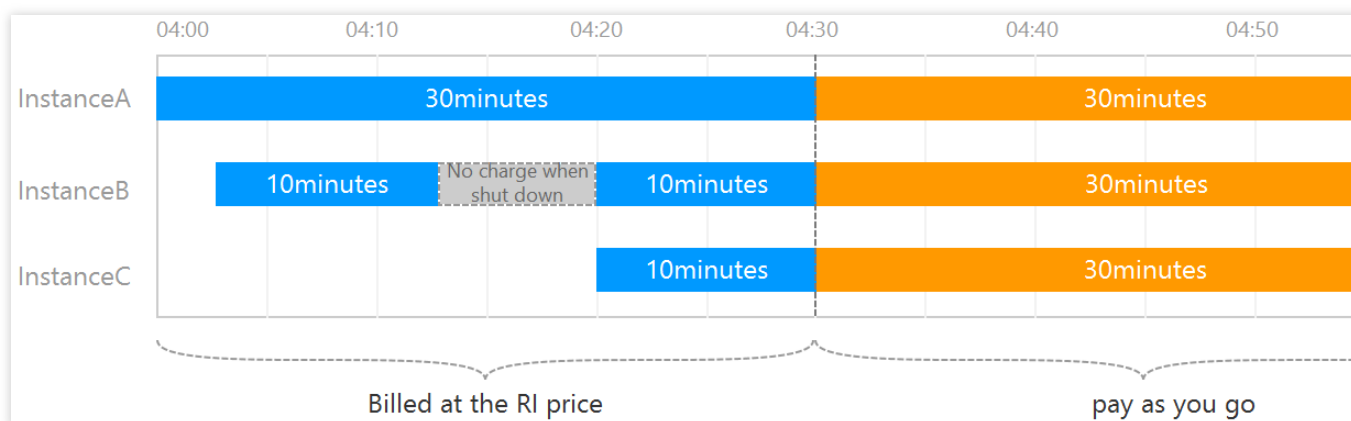 04:00 04:10 04:20 04:30 04:40 04:50
InstanceA 30minutes 30minutes
InstanceB 10minutes No charge when
shut down 10minutes 30minutes
InstanceC 10minutes 30minutes
Billed at the RI price pay as you go